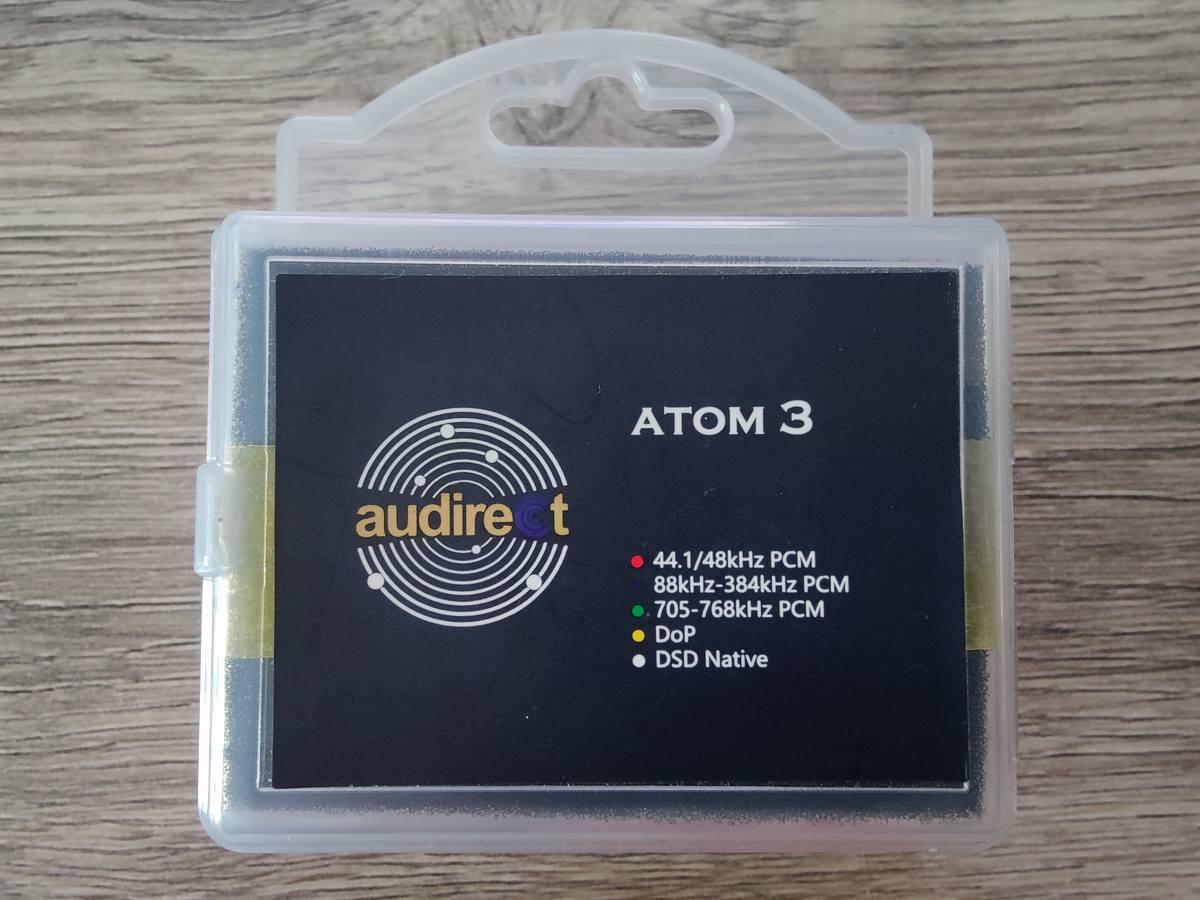 audirect
ATOM 3
44.1/48kHz PCM
88kHz-384kHz PCM
705-768kHz PCM
DoP
DSD Native